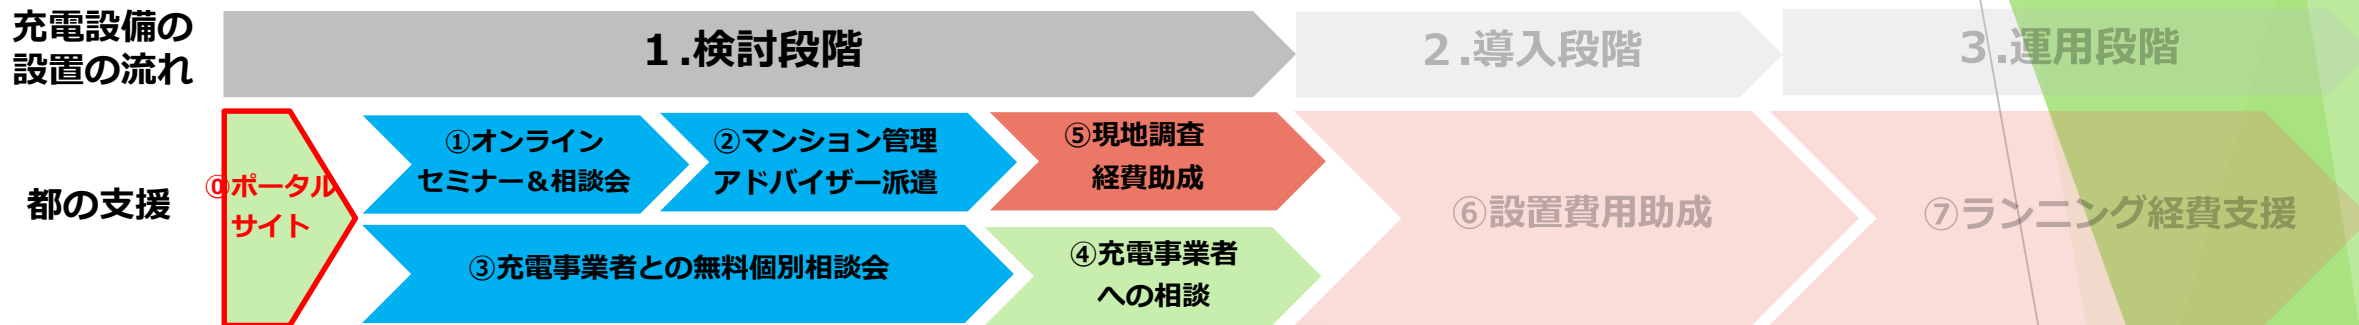 充電設備の
設置の流れ
１.検討段階
２.導入段階
３.運用段階
都の支援
⓪ポータル
サイト
①オンライン
セミナー＆相談会
②マンション管理
アドバイザー派遣
⑤現地調査
経費助成
③充電事業者との無料個別相談会
④充電事業者
への相談
⑥設置費用助成
⑦ランニング経費支援